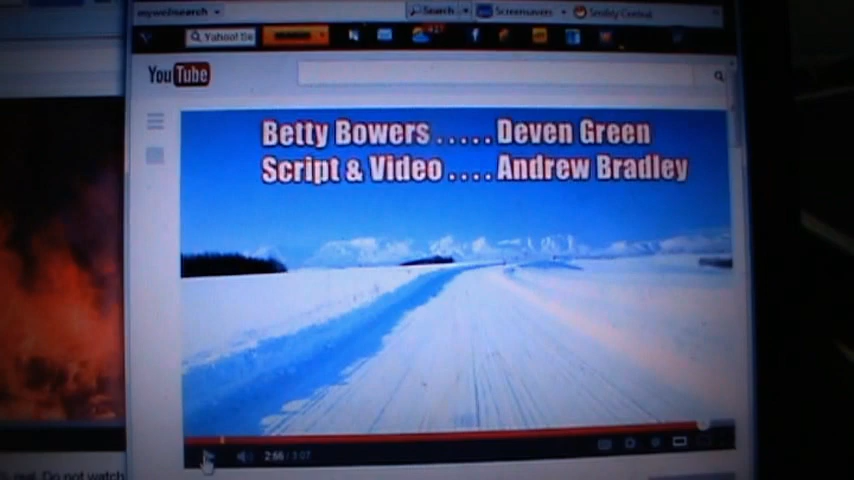 mywebsearch
Search
Screensavers
Smiley Central
Yahoo! Se
YouTube
Betty Bowers ..... Deven Green
Script & Video .... Andrew Bradley
2:56 / 3:07
Do not watch